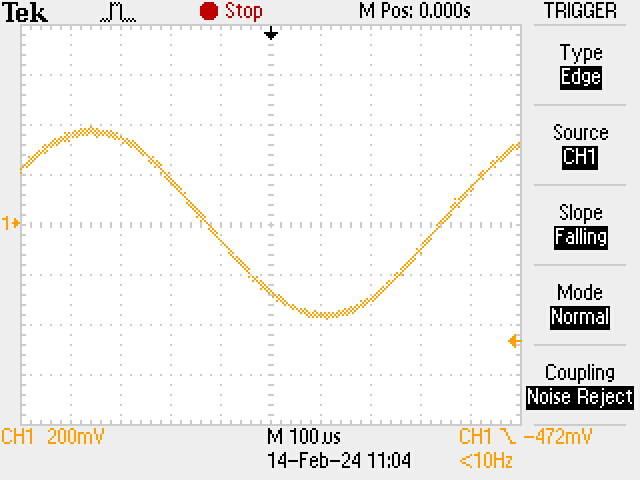 Tek Stop M Pos: 0.000s TRIGGER
Type
Edge
Source
CH1
Slope
Falling
Mode
Normal
Coupling
Noise Reject
1
CH1 200mV M 100µs CH1 -472mV
14-Feb-24 11:04 <10Hz